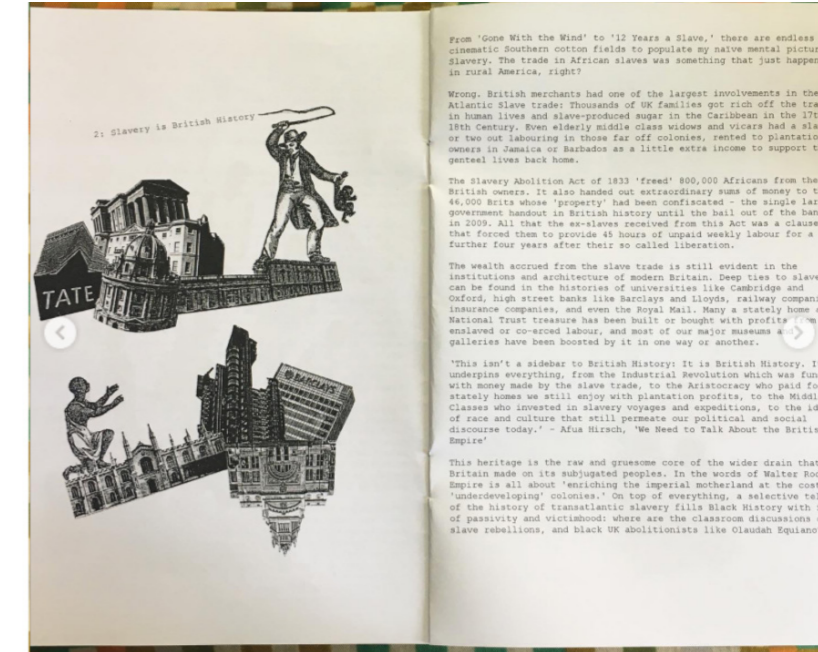 2: Slavery is British History
TATE
BARCLAYS
From 'Gone With the Wind' to '12 Years a Slave,' there are endless
cinematic Southern cotton fields to populate my naive mental pictur
Slavery. The trade in African slaves was something that just happen
in rural America, right?
Wrong. British merchants had one of the largest involvements in the
Atlantic Slave trade: Thousands of UK families got rich off the tra
in human lives and slave-produced sugar in the Caribbean in the 17t
18th Century. Even elderly middle class widows and vicars had a sla
or two out labouring in those far off colonies, rented to plantatio
owners in Jamaica or Barbados as a little extra income to support t
genteel lives back home.
The Slavery Abolition Act of 1833 'freed' 800,000 Africans from the
British owners. It also handed out extraordinary sums of money to t
46,000 Brits whose 'property' had been confiscated - the single lar
government handout in British history until the bail out of the ban
in 2009. All that the ex-slaves received from this Act was a clause
that forced them to provide 45 hours of unpaid weekly labour for a
further four years after their so called liberation.
The wealth accrued from the slave trade is still evident in the
institutions and architecture of modern Britain. Deep ties to slave
can be found in the histories of universities like Cambridge and
Oxford, high street banks like Barclays and Lloyds, railway compani
insurance companies, and even the Royal Mail. Many a stately home
National Trust treasure has been built or bought with profits from
enslaved or co-erced labour, and most of our major museums and
galleries have been boosted by it in one way or another.
'This isn't a sidebar to British History: It is British History. I
underpins everything, from the Industrial Revolution which was fun
with money made by the slave trade, to the Aristocracy who paid fo
stately homes we still enjoy with plantation profits, to the Middl
Classes who invested in slavery voyages and expeditions, to the id
of race and culture that still permeate our political and social
discourse today.' - Afua Hirsch, 'We Need to Talk About the Britis
Empire'
This heritage is the raw and gruesome core of the wider drain that
Britain made on its subjugated peoples. In the words of Walter Rod
Empire is all about 'enriching the imperial motherland at the cost
'underdeveloping' colonies.' On top of everything, a selective tel
of the history of transatlantic slavery fills Black History with
of passivity and victimhood: where are the classroom discussions
slave rebellions, and black UK abolitionists like Olaudah Equiano